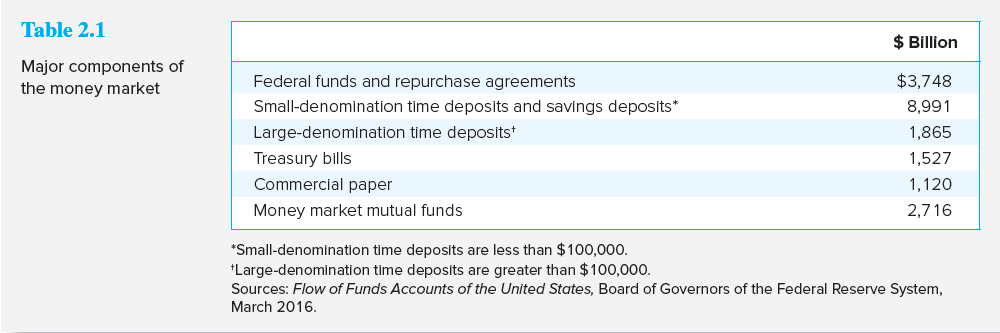 Table 2.1
Major components of
the money market
$ Billion
Federal funds and repurchase agreements $3,748
Small-denomination time deposits and savings deposits* 8,991
Large-denomination time deposits† 1,865
Treasury bills 1,527
Commercial paper 1,120
Money market mutual funds 2,716
*Small-denomination time deposits are less than $100,000.
†Large-denomination time deposits are greater than $100,000.
Sources: Flow of Funds Accounts of the United States, Board of Governors of the Federal Reserve System,
March 2016.